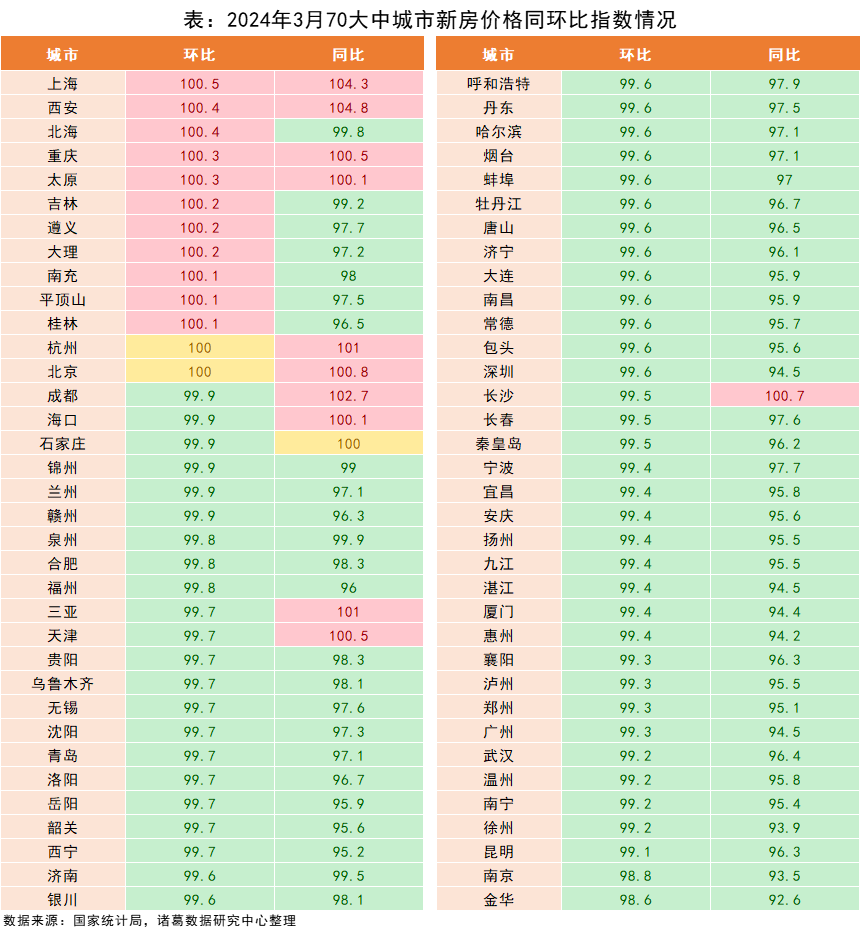 表：2024年3月70大中城市新房价格同环比指数情况
城市 环比 同比 城市 环比 同比
上海 100.5 104.3 呼和浩特 99.6 97.9
西安 100.4 104.8 丹东 99.6 97.5
北海 100.4 99.8 哈尔滨 99.6 97.1
重庆 100.3 100.5 烟台 99.6 97.1
太原 100.3 100.1 蚌埠 99.6 97
吉林 100.2 99.2 牡丹江 99.6 96.7
遵义 100.2 97.7 唐山 99.6 96.5
大理 100.2 97.2 济宁 99.6 96.1
南充 100.1 98 大连 99.6 95.9
平顶山 100.1 97.5 南昌 99.6 95.9
桂林 100.1 96.5 常德 99.6 95.7
杭州 100 101 包头 99.6 95.6
北京 100 100.8 深圳 99.6 94.5
成都 99.9 102.7 长沙 99.5 100.7
海口 99.9 100.1 长春 99.5 97.6
石家庄 99.9 100 秦皇岛 99.5 96.2
锦州 99.9 99 宁波 99.4 97.7
兰州 99.9 97.1 宜昌 99.4 95.8
赣州 99.9 96.3 安庆 99.4 95.6
泉州 99.8 99.9 扬州 99.4 95.5
合肥 99.8 98.3 九江 99.4 95.5
福州 99.8 96 湛江 99.4 94.5
三亚 99.7 101 厦门 99.4 94.4
天津 99.7 100.5 惠州 99.4 94.2
贵阳 99.7 98.3 襄阳 99.3 96.3
乌鲁木齐 99.7 98.1 泸州 99.3 95.5
无锡 99.7 97.6 郑州 99.3 95.1
沈阳 99.7 97.3 广州 99.3 94.5
青岛 99.7 97.1 武汉 99.2 96.4
洛阳 99.7 96.7 温州 99.2 95.8
岳阳 99.7 95.9 南宁 99.2 95.4
韶关 99.7 95.6 徐州 99.2 93.9
西宁 99.7 95.2 昆明 99.1 96.3
济南 99.6 99.5 南京 98.8 93.5
银川 99.6 98.1 金华 98.6 92.6
数据来源：国家统计局，诸葛数据研究中心整理